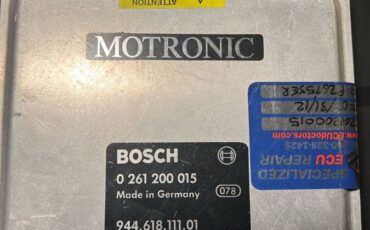 ATTENTION
MOTRONIC
BOSCH
0 261 200 015
Made in Germany
078
944.618.111.01
www.ECUdoctors.com
ECU REPAIR
SPECIALIZED